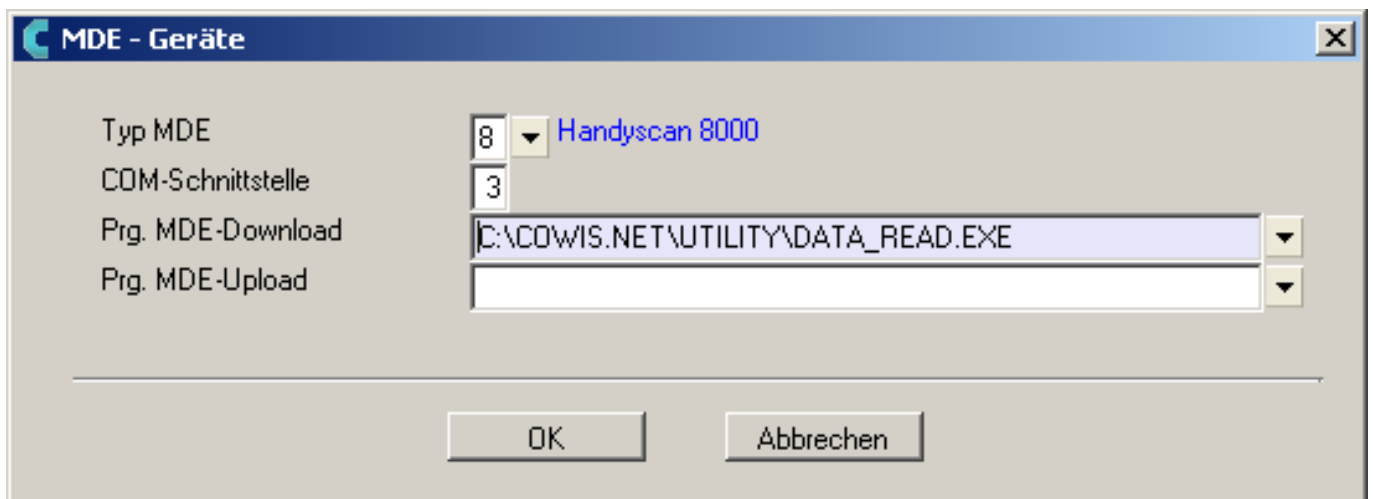 MDE - Geräte
Typ MDE 8 Handyscan 8000
COM-Schnittstelle 3
Prg. MDE-Download C:\COWIS.NET\UTILITY\DATA_READ.EXE
Prg. MDE-Upload
OK Abbrechen